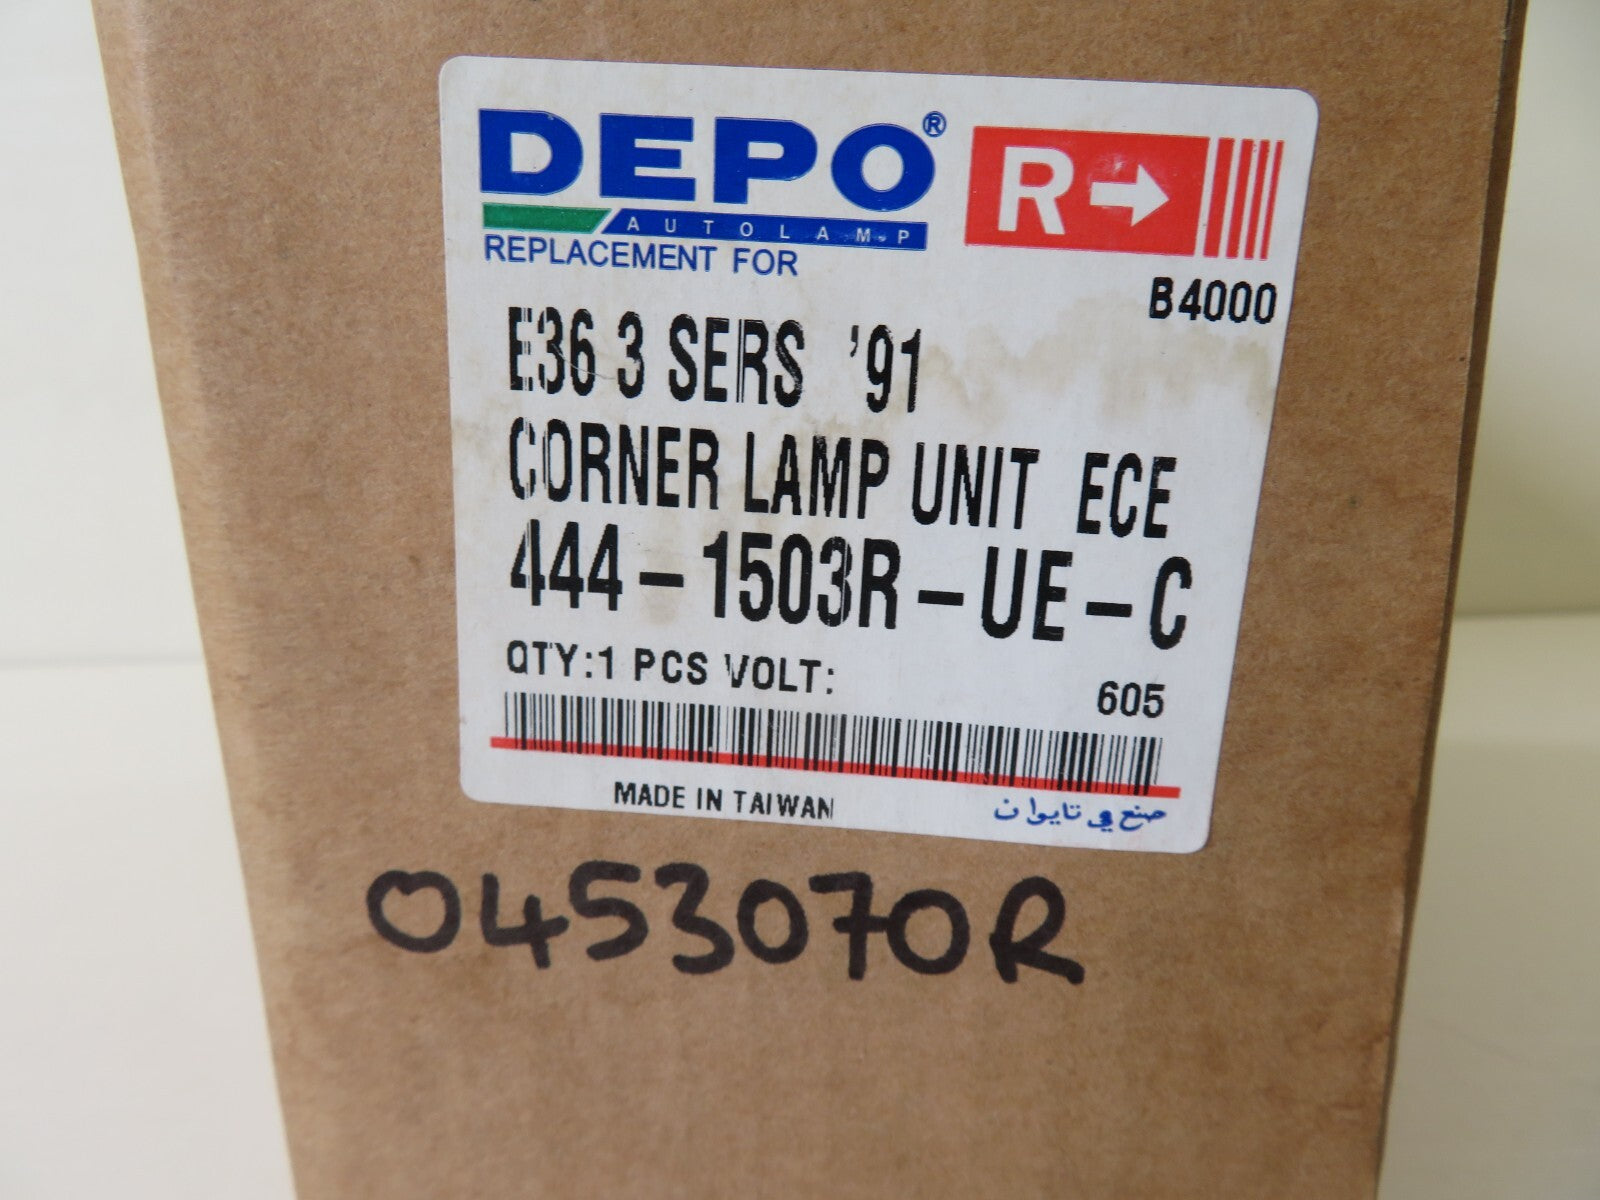 DEPO®
AUTOLAMP
R
REPLACEMENT FOR
B4000
E36 3 SERS '91
CORNER LAMP UNIT ECE
444-1503R-UE-C
QTY:1 PCS VOLT:
605
MADE IN TAIWAN
صنع في تايوان
0453070R